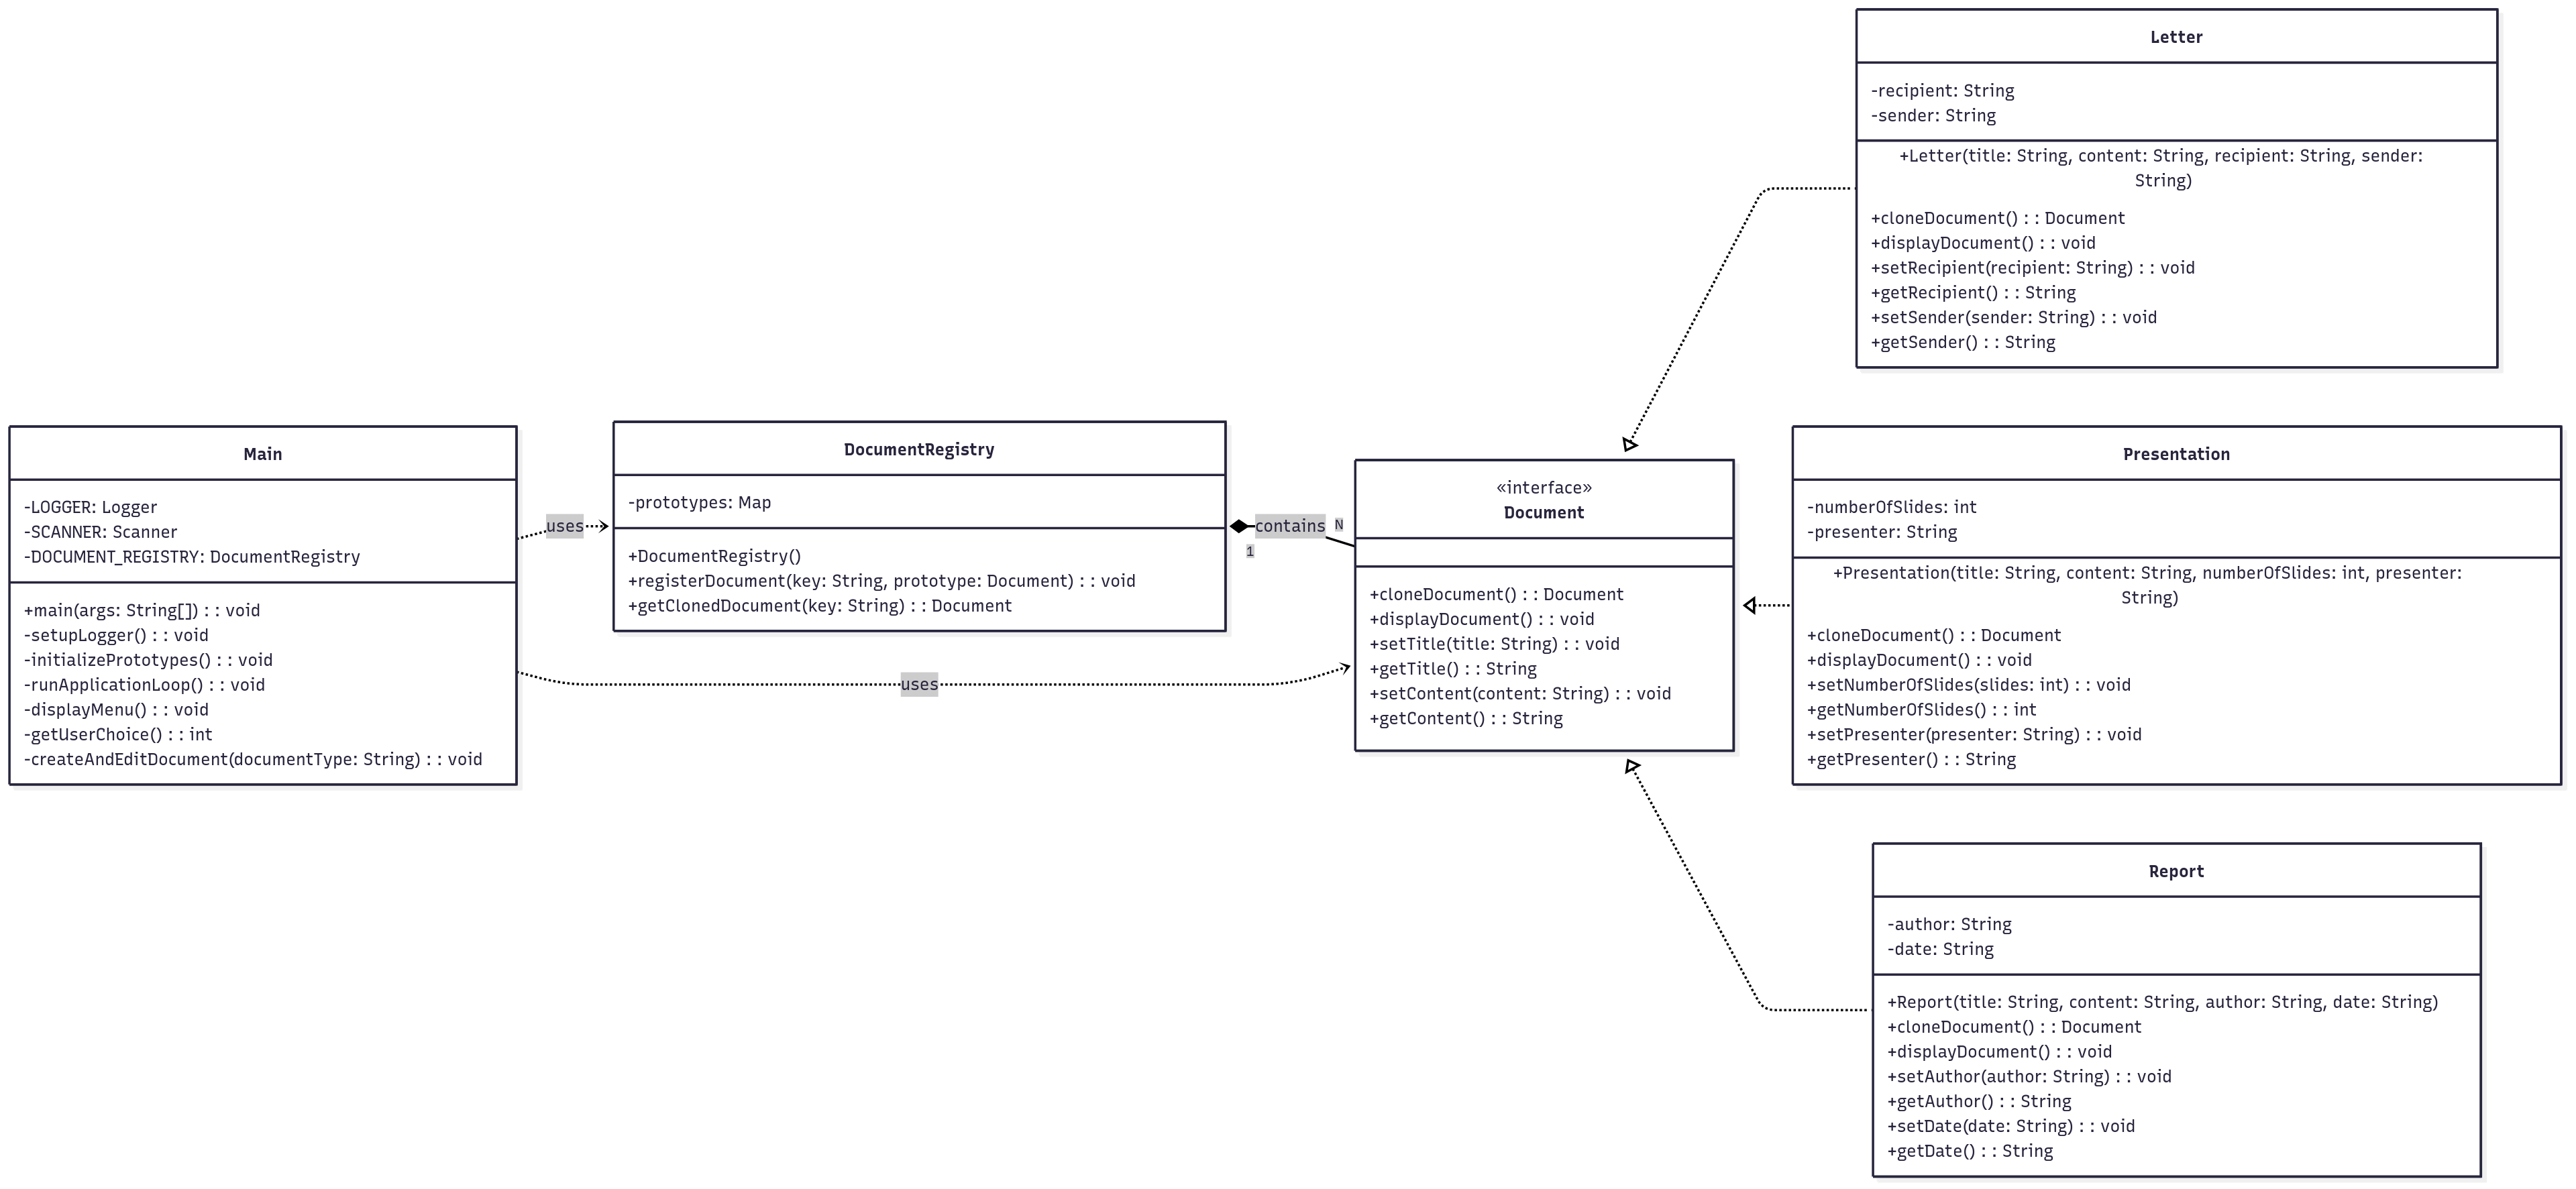 Main
-LOGGER: Logger
-SCANNER: Scanner
-DOCUMENT_REGISTRY: DocumentRegistry
+main(args: String[]) : : void
-setupLogger() : : void
-initializePrototypes() : : void
-runApplicationLoop() : : void
-displayMenu() : : void
-getUserChoice() : : int
-createAndEditDocument(documentType: String) : : void
uses
uses
DocumentRegistry
-prototypes: Map
+DocumentRegistry()
+registerDocument(key: String, prototype: Document) : : void
+getClonedDocument(key: String) : : Document
contains
N
1
«interface»
Document
+cloneDocument() : : Document
+displayDocument() : : void
+setTitle(title: String) : : void
+getTitle() : : String
+setContent(content: String) : : void
+getContent() : : String
Letter
-recipient: String
-sender: String
+Letter(title: String, content: String, recipient: String, sender:
String)
+cloneDocument() : : Document
+displayDocument() : : void
+setRecipient(recipient: String) : : void
+getRecipient() : : String
+setSender(sender: String) : : void
+getSender() : : String
Presentation
-numberOfSlides: int
-presenter: String
+Presentation(title: String, content: String, numberOfSlides: int, presenter:
String)
+cloneDocument() : : Document
+displayDocument() : : void
+setNumberOfSlides(slides: int) : : void
+getNumberOfSlides() : : int
+setPresenter(presenter: String) : : void
+getPresenter() : : String
Report
-author: String
-date: String
+Report(title: String, content: String, author: String, date: String)
+cloneDocument() : : Document
+displayDocument() : : void
+setAuthor(author: String) : : void
+getAuthor() : : String
+setDate(date: String) : : void
+getDate() : : String